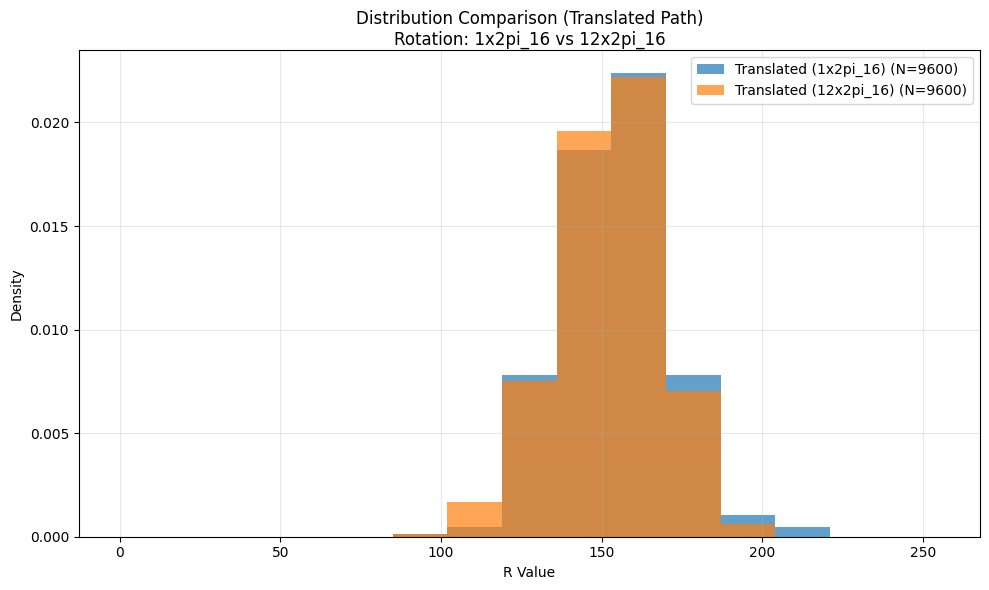 Distribution Comparison (Translated Path)
Rotation: 1x2pi_16 vs 12x2pi_16
Translated (1x2pi_16) (N=9600)
Translated (12x2pi_16) (N=9600)
0.020
0.015
0.010
0.005
0.000
Density
0 50 100 150 200 250
R Value